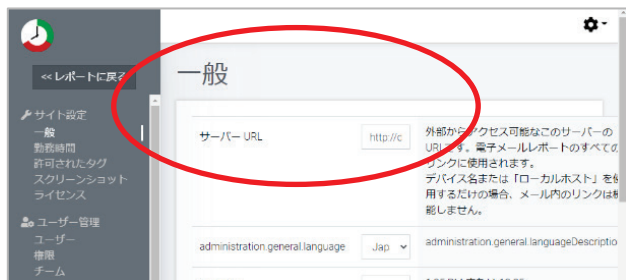 << レポートに戻る
一般
サイト設定
一般
勤務時間
許可されたタグ
スクリーンショット
ライセンス
ユーザー管理
ユーザー
権限
チーム
サーバー URL
http://c
外部からアクセス可能なこのサーバーの
URLです。電子メールレポートのすべての
リンクに使用されます。
デバイス名または「ローカルホスト」を使
用するだけの場合、メール内のリンクは機
能しません。
administration.general.language
Jap
administration.general.languageDescriptio